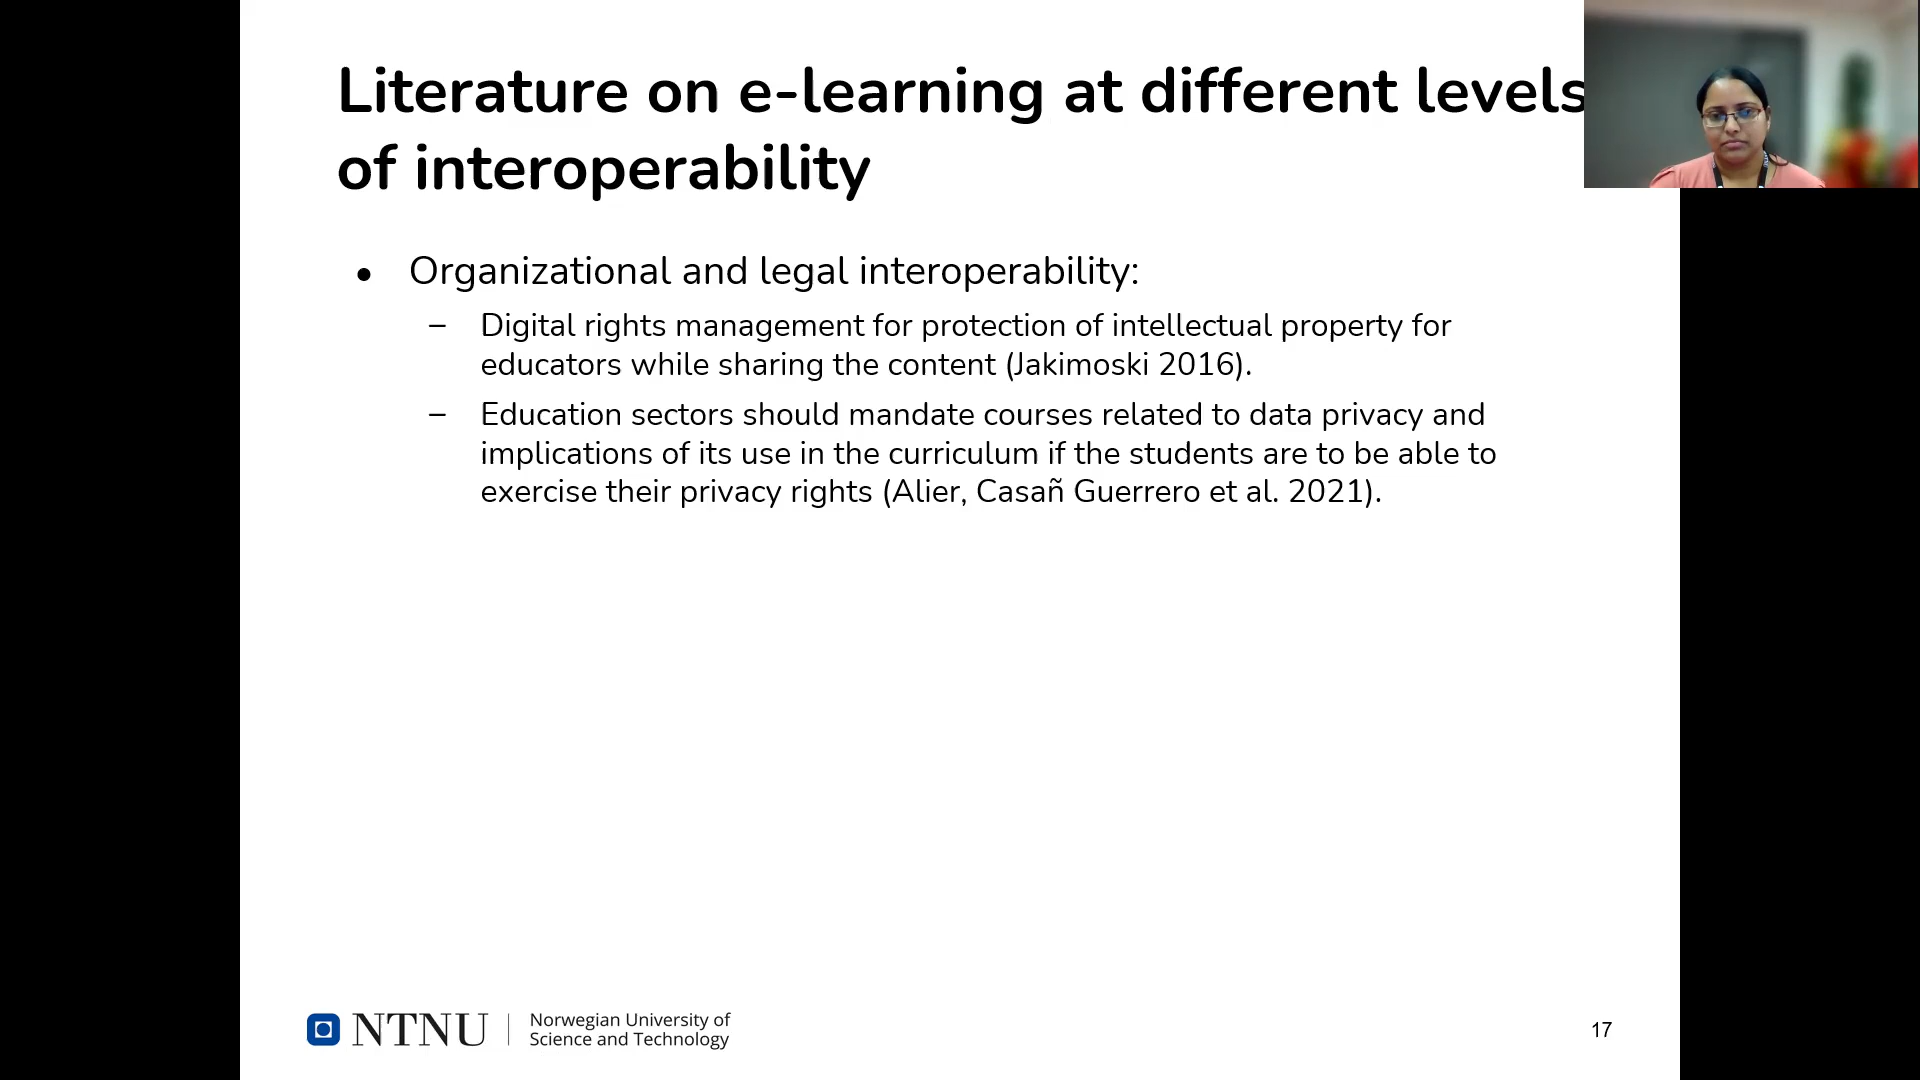 Literature on e-learning at different levels
of interoperability
• Organizational and legal interoperability:
– Digital rights management for protection of intellectual property for
educators while sharing the content (Jakimoski 2016).
– Education sectors should mandate courses related to data privacy and
implications of its use in the curriculum if the students are to be able to
exercise their privacy rights (Alier, Casañ Guerrero et al. 2021).
NTNU
Norwegian University of
Science and Technology
17